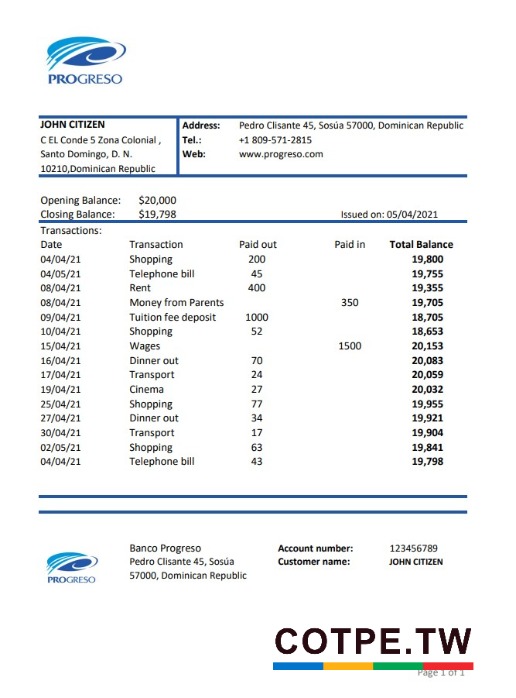 PROGRESO
JOHN CITIZEN
C EL Conde 5 Zona Colonial ,
Santo Domingo, D. N.
10210,Dominican Republic
Address: Pedro Clisante 45, Sosúa 57000, Dominican Republic
Tel.: +1 809-571-2815
Web: www.progreso.com
Opening Balance: $20,000
Closing Balance: $19,798 Issued on: 05/04/2021
Transactions:
Date Transaction Paid out Paid in Total Balance
04/04/21 Shopping 200 19,800
04/05/21 Telephone bill 45 19,755
08/04/21 Rent 400 19,355
08/04/21 Money from Parents 350 19,705
09/04/21 Tuition fee deposit 1000 18,705
10/04/21 Shopping 52 18,653
15/04/21 Wages 1500 20,153
16/04/21 Dinner out 70 20,083
17/04/21 Transport 24 20,059
19/04/21 Cinema 27 20,032
25/04/21 Shopping 77 19,955
27/04/21 Dinner out 34 19,921
30/04/21 Transport 17 19,904
02/05/21 Shopping 63 19,841
04/04/21 Telephone bill 43 19,798
PROGRESO
Banco Progreso
Pedro Clisante 45, Sosúa
57000, Dominican Republic
Account number: 123456789
Customer name: JOHN CITIZEN
COTPE.TW
Page 1 of 1